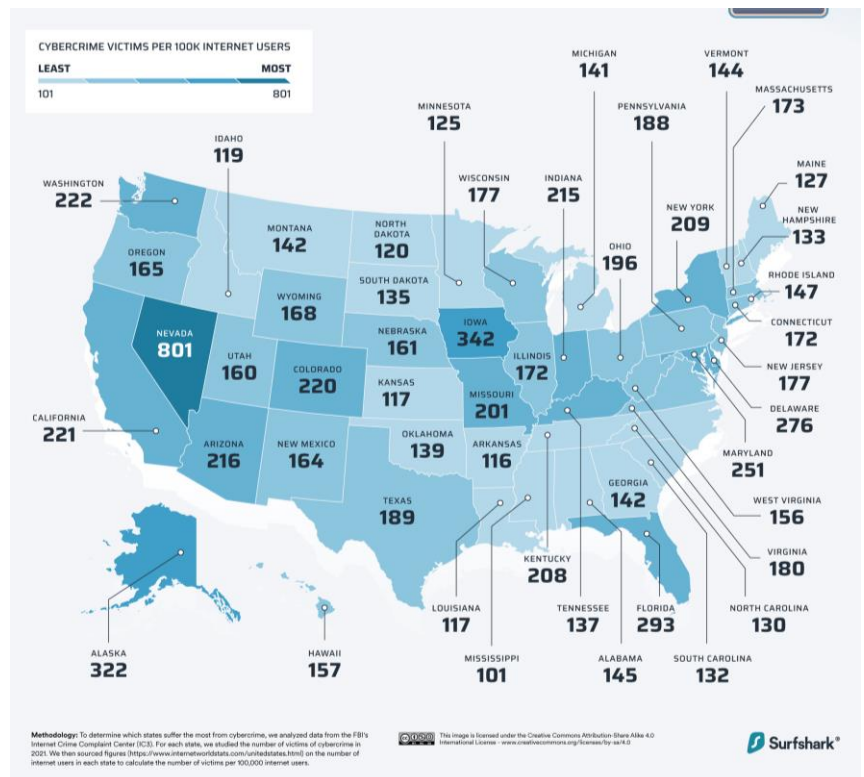 CYBERCRIME VICTIMS PER 100K INTERNET USERS
LEAST MOST
101 801
MICHIGAN
141
VERMONT
144
MASSACHUSETTS
173
MINNESOTA
125
PENNSYLVANIA
188
IDAHO
119
WASHINGTON
222
WISCONSIN
177
INDIANA
215
MAINE
127
NEW YORK
209
NEW
HAMPSHIRE
133
MONTANA
142
NORTH
DAKOTA
120
OHIO
196
OREGON
165
RHODE ISLAND
147
SOUTH DAKOTA
135
WYOMING
168
CONNECTICUT
172
NEVADA
801
IOWA
342
NEBRASKA
161
UTAH
160
ILLINOIS
172
NEW JERSEY
177
COLORADO
220
KANSAS
117
MISSOURI
201
DELAWARE
276
CALIFORNIA
221
ARIZONA
216
NEW MEXICO
164
OKLAHOMA
139
ARKANSAS
116
MARYLAND
251
TEXAS
189
GEORGIA
142
WEST VIRGINIA
156
VIRGINIA
180
KENTUCKY
208
LOUISIANA
117
TENNESSEE
137
FLORIDA
293
NORTH CAROLINA
130
ALASKA
322
HAWAII
157
MISSISSIPPI
101
ALABAMA
145
SOUTH CAROLINA
132
Methodology: To determine which states suffer the most from cybercrime, we analyzed data from the FBI's
Internet Crime Complaint Center (IC3). For each state, we studied the number of victims of cybercrime in
2021. We then sourced figures (https://www.internetworldstats.com/unitedstates.html) on the number of
internet users in each state to calculate the number of victims per 100,000 internet users.
This image is licensed under the Creative Commons Attribution-Share Alike 4.0
International License - www.creativecommons.org/licenses/by-sa/4.0
Surfshark®